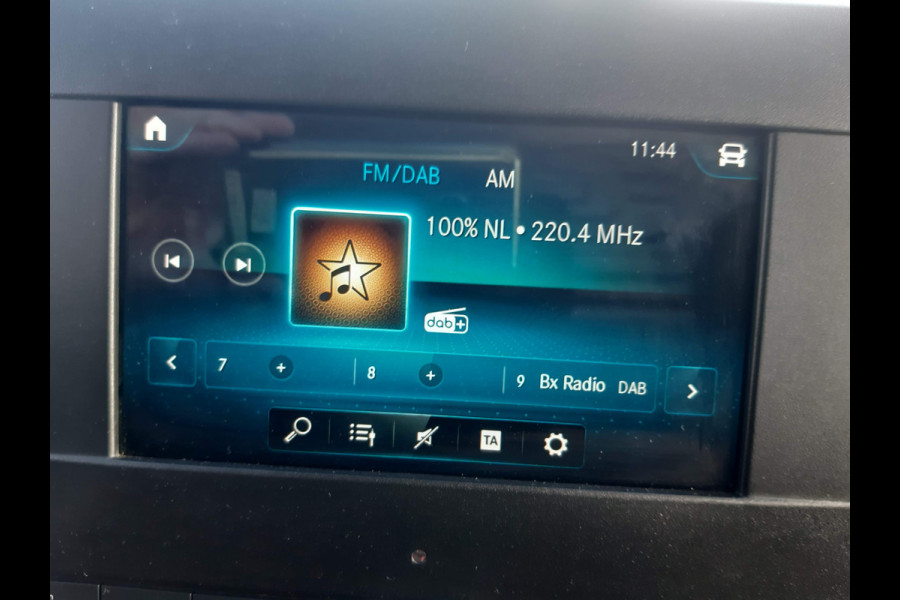 11:44
FM/DAB AM
100% NL • 220.4 MHz
dab+
7 + 8 + 9 Bx Radio DAB
TA